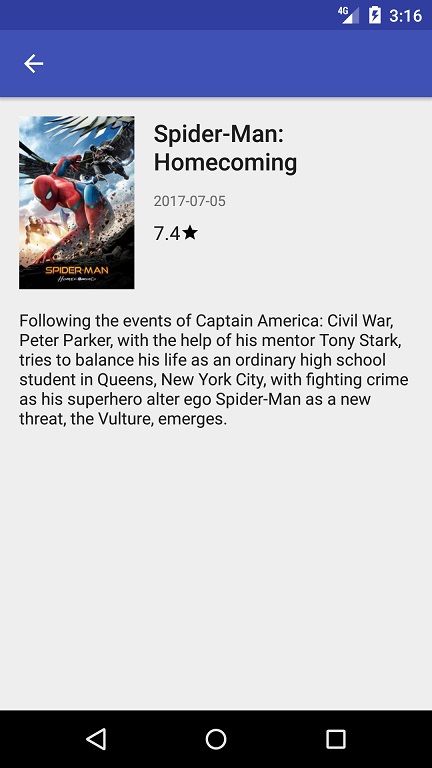 4G 3:16
Spider-Man:
Homecoming
2017-07-05
7.4★
SPIDER-MAN
HOMECOMING
Following the events of Captain America: Civil War,
Peter Parker, with the help of his mentor Tony Stark,
tries to balance his life as an ordinary high school
student in Queens, New York City, with fighting crime
as his superhero alter ego Spider-Man as a new
threat, the Vulture, emerges.